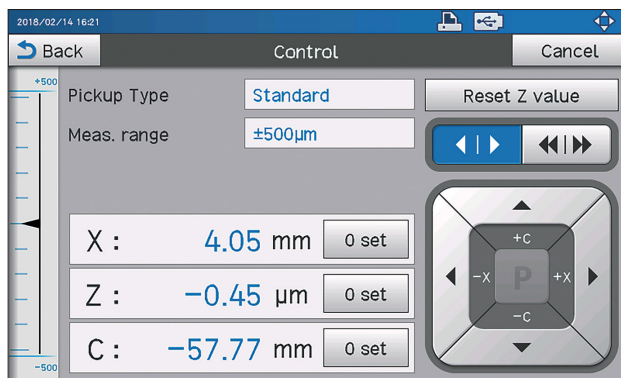 2018/02/14 16:21
Back Control Cancel
+500
Pickup Type Standard Reset Z value
Meas. range ±500µm
X : 4.05 mm 0 set
Z : −0.45 µm 0 set
C : −57.77 mm 0 set
-500
+C
−X P +X
−C